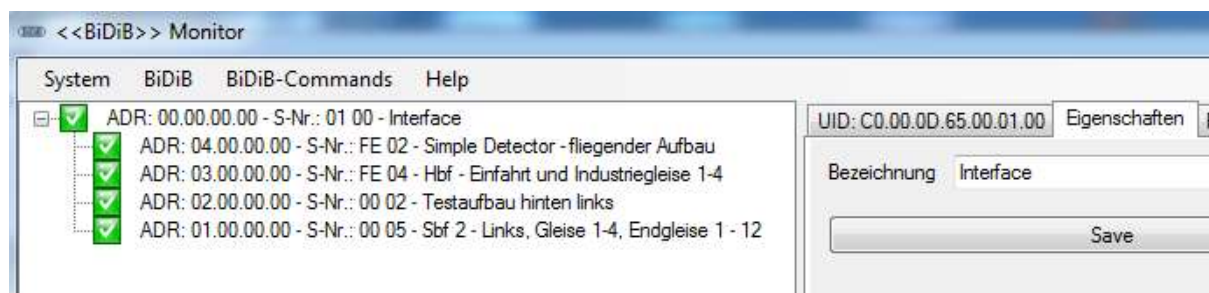 <<BiDiB>> Monitor
System BiDiB BiDiB-Commands Help
ADR: 00.00.00.00 - S-Nr.: 01 00 - Interface
ADR: 04.00.00.00 - S-Nr.: FE 02 - Simple Detector - fliegender Aufbau
ADR: 03.00.00.00 - S-Nr.: FE 04 - Hbf - Einfahrt und Industriegleise 1-4
ADR: 02.00.00.00 - S-Nr.: 00 02 - Testaufbau hinten links
ADR: 01.00.00.00 - S-Nr.: 00 05 - Sbf 2 - Links, Gleise 1-4, Endgleise 1 - 12
UID: C0.00.0D.65.00.01.00 Eigenschaften
Bezeichnung Interface
Save